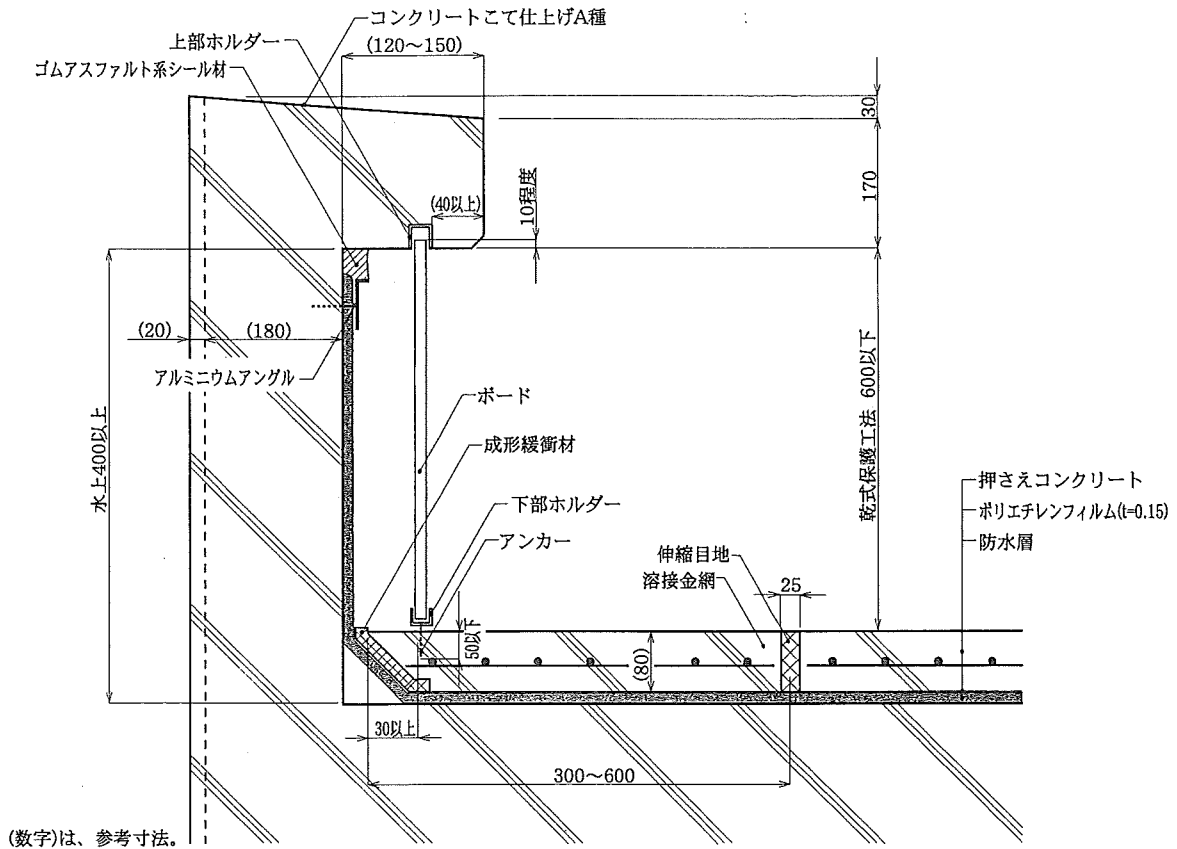 コンクリートこて仕上げA種
上部ホルダー
(120～150)
ゴムアスファルト系シール材
30
170
(40以上)
10程度
(20)
(180)
アルミニウムアングル
水上400以上
乾式保護工法 600以下
ボード
成形緩衝材
下部ホルダー
アンカー
押さえコンクリート
ポリエチレンフィルム(t=0.15)
防水層
伸縮目地
溶接金網
25
50以下
(80)
30以上
300～600
(数字)は、参考寸法。